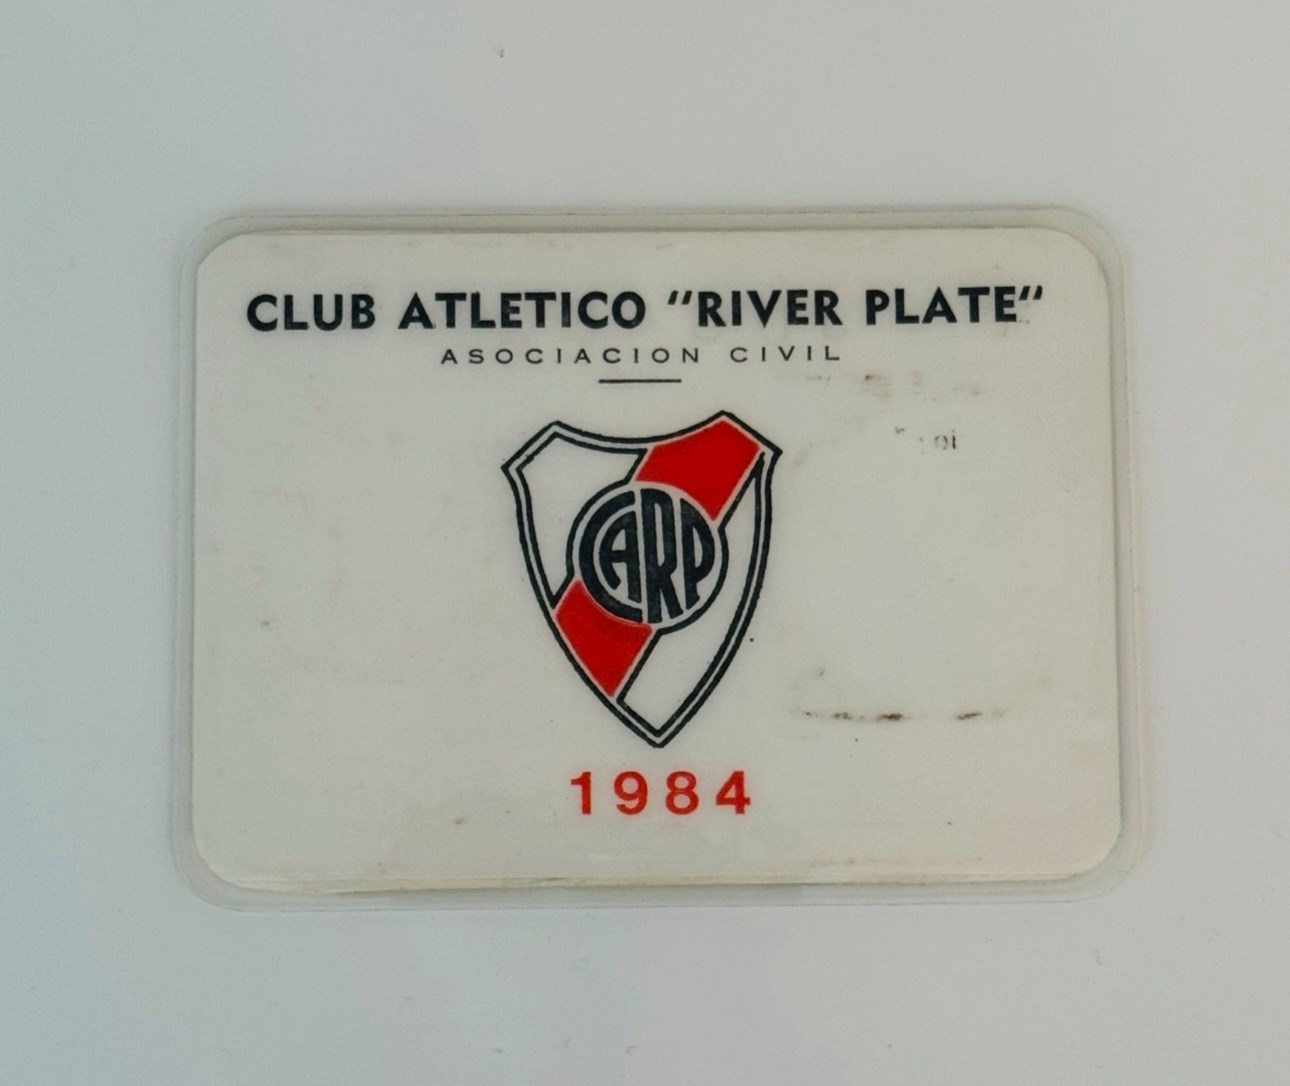 CLUB ATLETICO "RIVER PLATE"
ASOCIACION CIVIL
CARP
1984